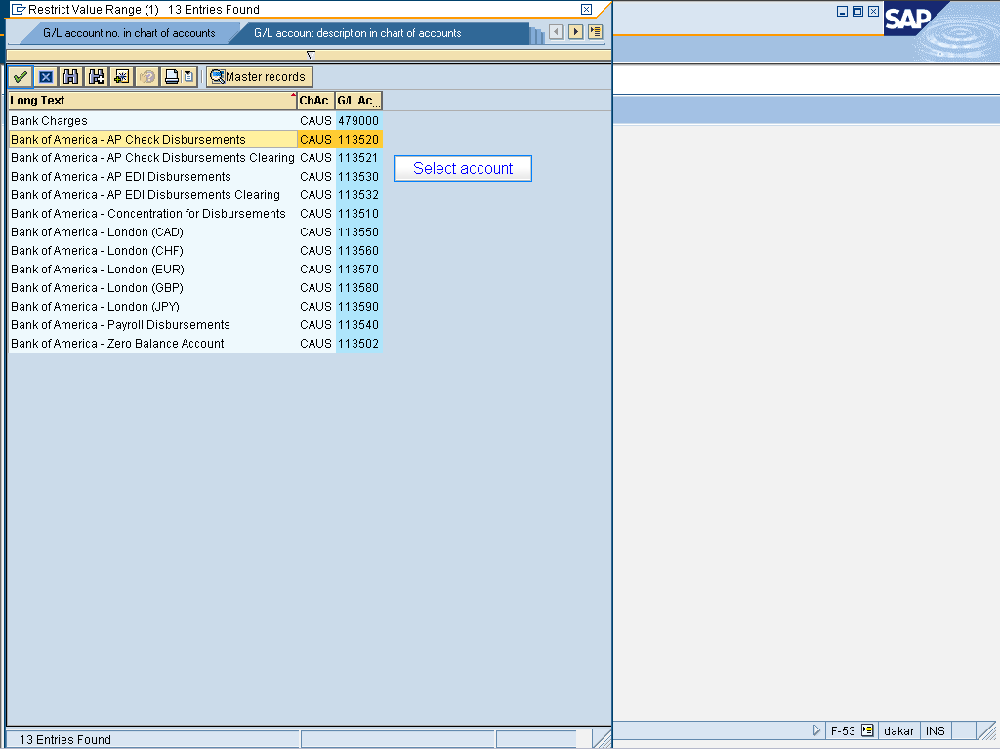 Restrict Value Range (1) 13 Entries Found
SAP
G/L account no. in chart of accounts
G/L account description in chart of accounts
Master records
Long Text ChAc G/L Ac...
Bank Charges CAUS 479000
Bank of America - AP Check Disbursements CAUS 113520
Bank of America - AP Check Disbursements Clearing CAUS 113521
Select account
Bank of America - AP EDI Disbursements CAUS 113530
Bank of America - AP EDI Disbursements Clearing CAUS 113532
Bank of America - Concentration for Disbursements CAUS 113510
Bank of America - London (CAD) CAUS 113550
Bank of America - London (CHF) CAUS 113560
Bank of America - London (EUR) CAUS 113570
Bank of America - London (GBP) CAUS 113580
Bank of America - London (JPY) CAUS 113590
Bank of America - Payroll Disbursements CAUS 113540
Bank of America - Zero Balance Account CAUS 113502
F-53 dakar INS
13 Entries Found